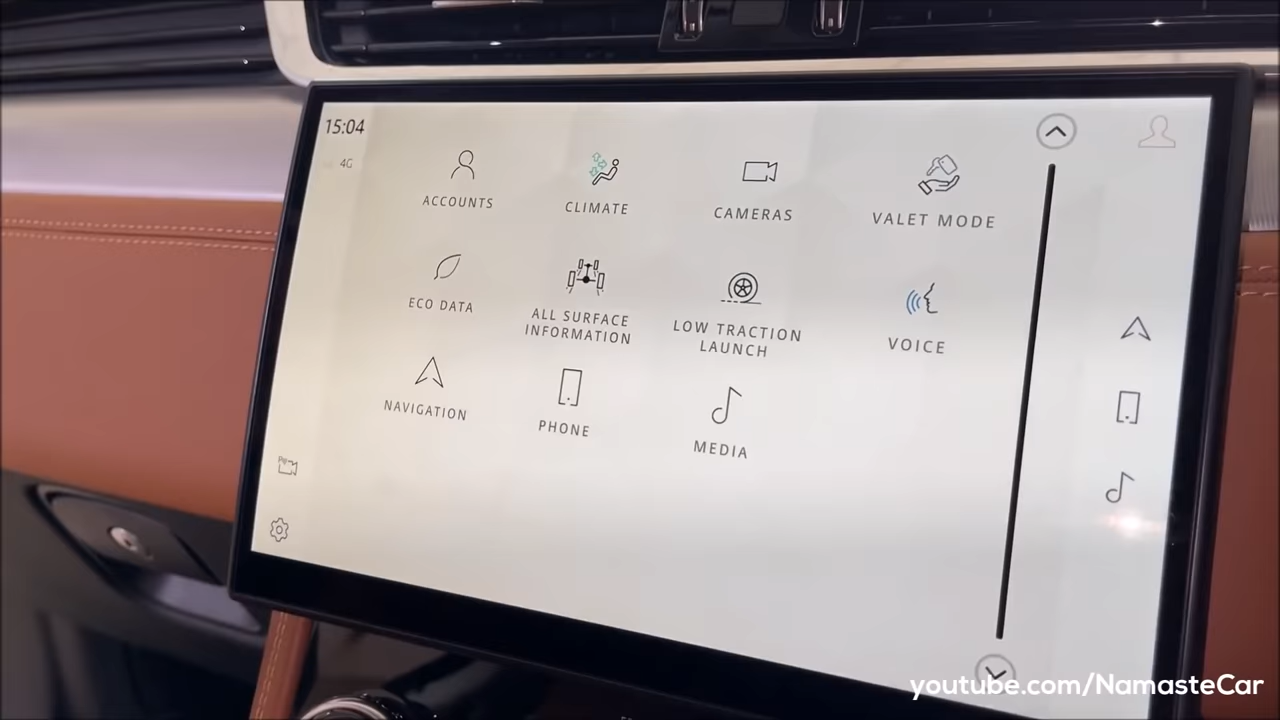 15:04
4G
ACCOUNTS
CLIMATE
CAMERAS
VALET MODE
ECO DATA
ALL SURFACE
INFORMATION
LOW TRACTION
LAUNCH
VOICE
NAVIGATION
PHONE
MEDIA
youtube.com/NamasteCar